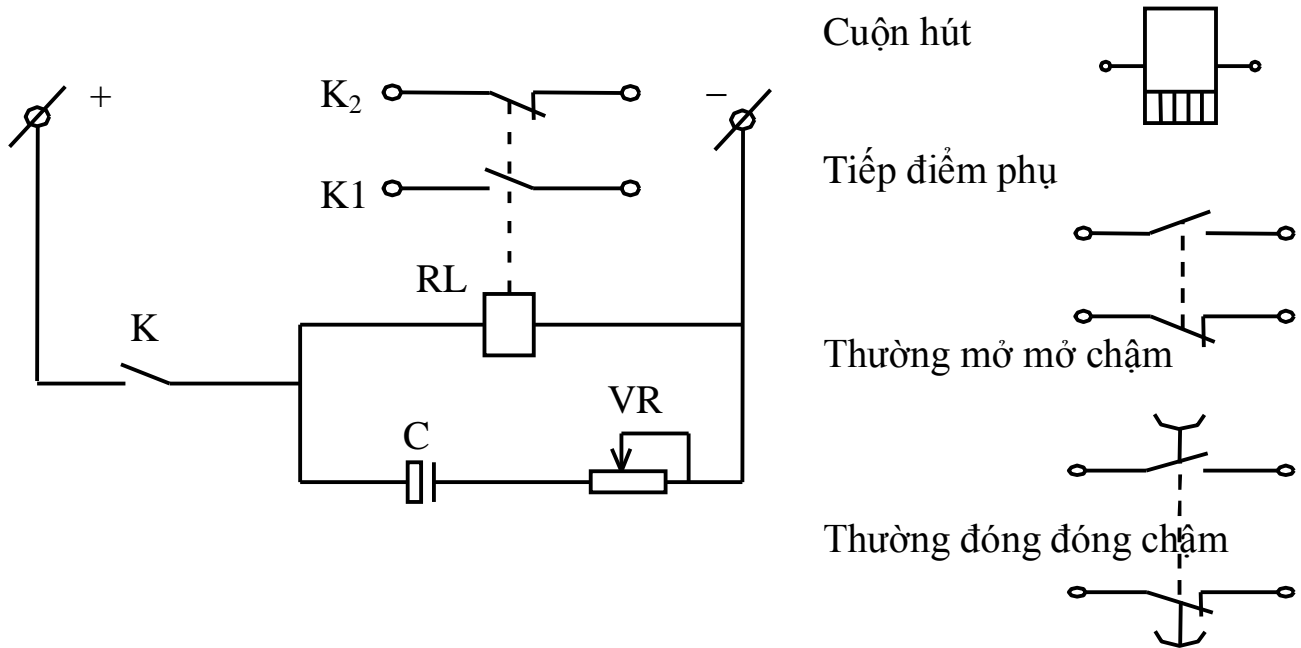 Cuộn hút
+
K₂
–
Tiếp điểm phụ
K1
RL
K
Thường mở mở chậm
VR
C
Thường đóng đóng chậm